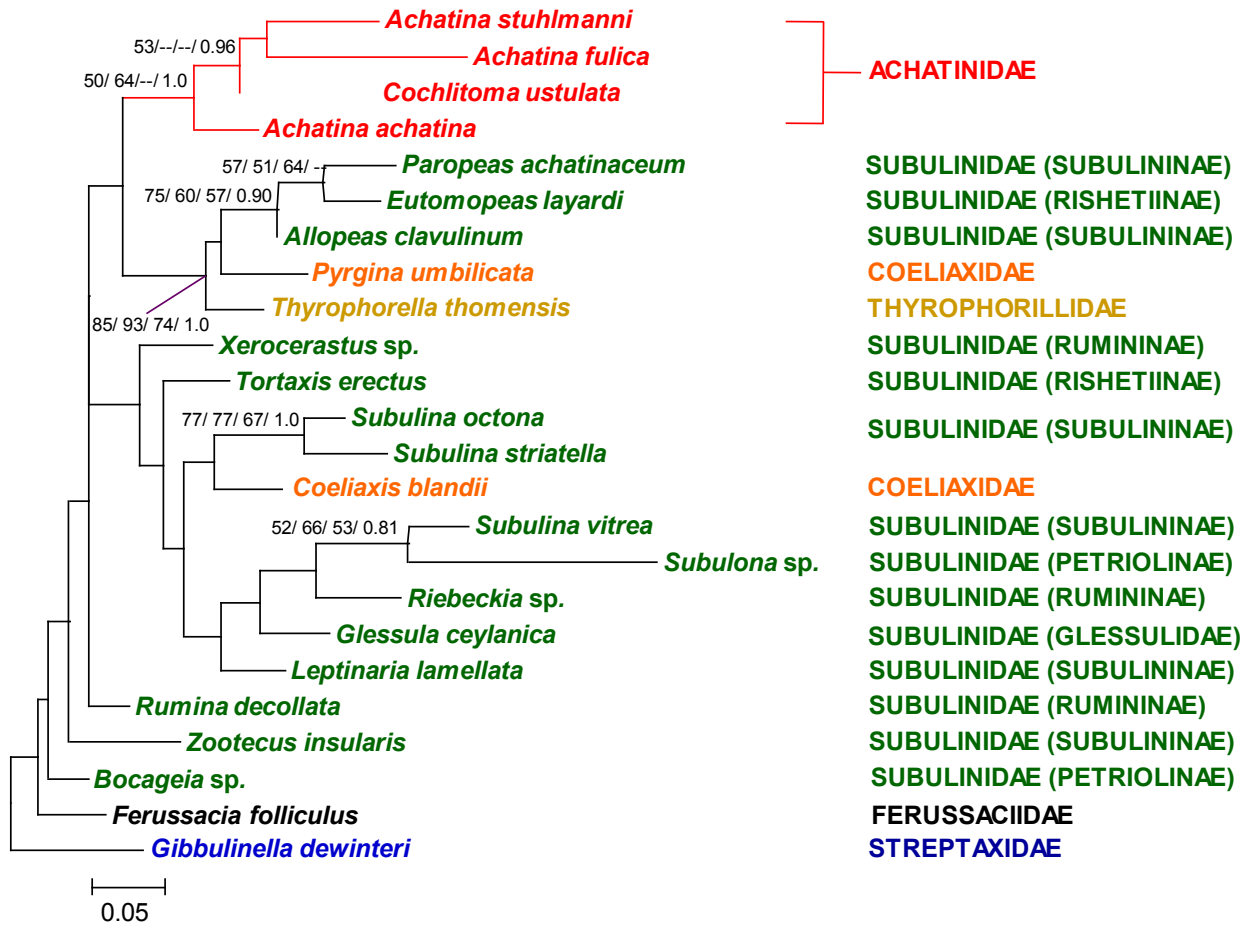 Achatina stuhlmanni
53/--/--/ 0.96
Achatina fulica
ACHATINIDAE
50/ 64/--/ 1.0
Cochlitoma ustulata
Achatina achatina
57/ 51/ 64/ --
Paropeas achatinaceum SUBULINIDAE (SUBULININAE)
75/ 60/ 57/ 0.90
Eutomopeas layardi SUBULINIDAE (RISHETIINAE)
Allopeas clavulinum SUBULINIDAE (SUBULININAE)
Pyrgina umbilicata COELIAXIDAE
Thyrophorella thomensis THYROPHORILLIDAE
85/ 93/ 74/ 1.0
Xerocerastus sp. SUBULINIDAE (RUMININAE)
Tortaxis erectus SUBULINIDAE (RISHETIINAE)
77/ 77/ 67/ 1.0
Subulina octona
SUBULINIDAE (SUBULININAE)
Subulina striatella
Coeliaxis blandii COELIAXIDAE
52/ 66/ 53/ 0.81
Subulina vitrea SUBULINIDAE (SUBULININAE)
Subulona sp. SUBULINIDAE (PETRIOLINAE)
Riebeckia sp. SUBULINIDAE (RUMININAE)
Glessula ceylanica SUBULINIDAE (GLESSULIDAE)
Leptinaria lamellata SUBULINIDAE (SUBULININAE)
Rumina decollata SUBULINIDAE (RUMININAE)
Zootecus insularis SUBULINIDAE (SUBULININAE)
Bocageia sp. SUBULINIDAE (PETRIOLINAE)
Ferussacia folliculus FERUSSACIIDAE
Gibbulinella dewinteri STREPTAXIDAE
0.05